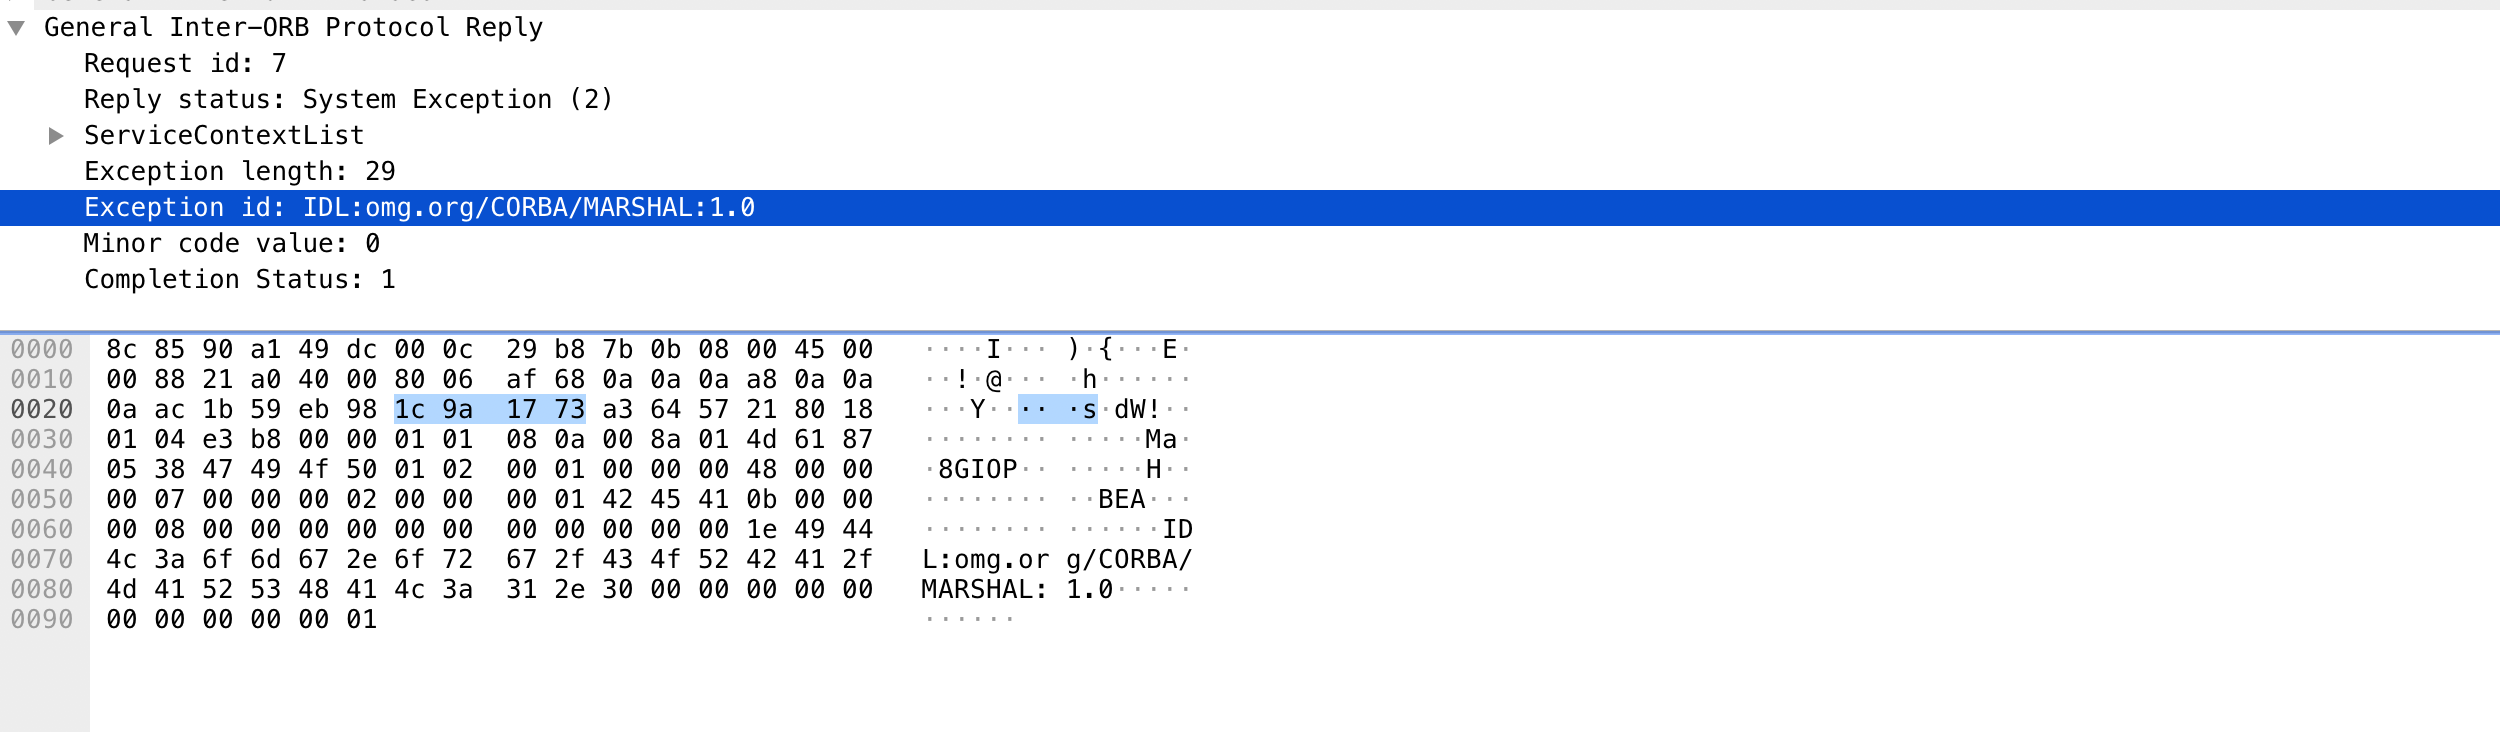 General Inter–ORB Protocol Reply
Request id: 7
Reply status: System Exception (2)
ServiceContextList
Exception length: 29
Exception id: IDL:omg.org/CORBA/MARSHAL:1.0
Minor code value: 0
Completion Status: 1
0000 8c 85 90 a1 49 dc 00 0c 29 b8 7b 0b 08 00 45 00 ····I··· )·{···E·
0010 00 88 21 a0 40 00 80 06 af 68 0a 0a 0a a8 0a 0a ··!·@··· ·h······
0020 0a ac 1b 59 eb 98 1c 9a 17 73 a3 64 57 21 80 18 ···Y···· ·s·dW!··
0030 01 04 e3 b8 00 00 01 01 08 0a 00 8a 01 4d 61 87 ········ ·····Ma·
0040 05 38 47 49 4f 50 01 02 00 01 00 00 00 48 00 00 ·8GIOP·· ·····H··
0050 00 07 00 00 00 02 00 00 00 01 42 45 41 0b 00 00 ········ ··BEA···
0060 00 08 00 00 00 00 00 00 00 00 00 00 00 1e 49 44 ········ ······ID
0070 4c 3a 6f 6d 67 2e 6f 72 67 2f 43 4f 52 42 41 2f L:omg.or g/CORBA/
0080 4d 41 52 53 48 41 4c 3a 31 2e 30 00 00 00 00 00 MARSHAL: 1.0·····
0090 00 00 00 00 00 01 ······